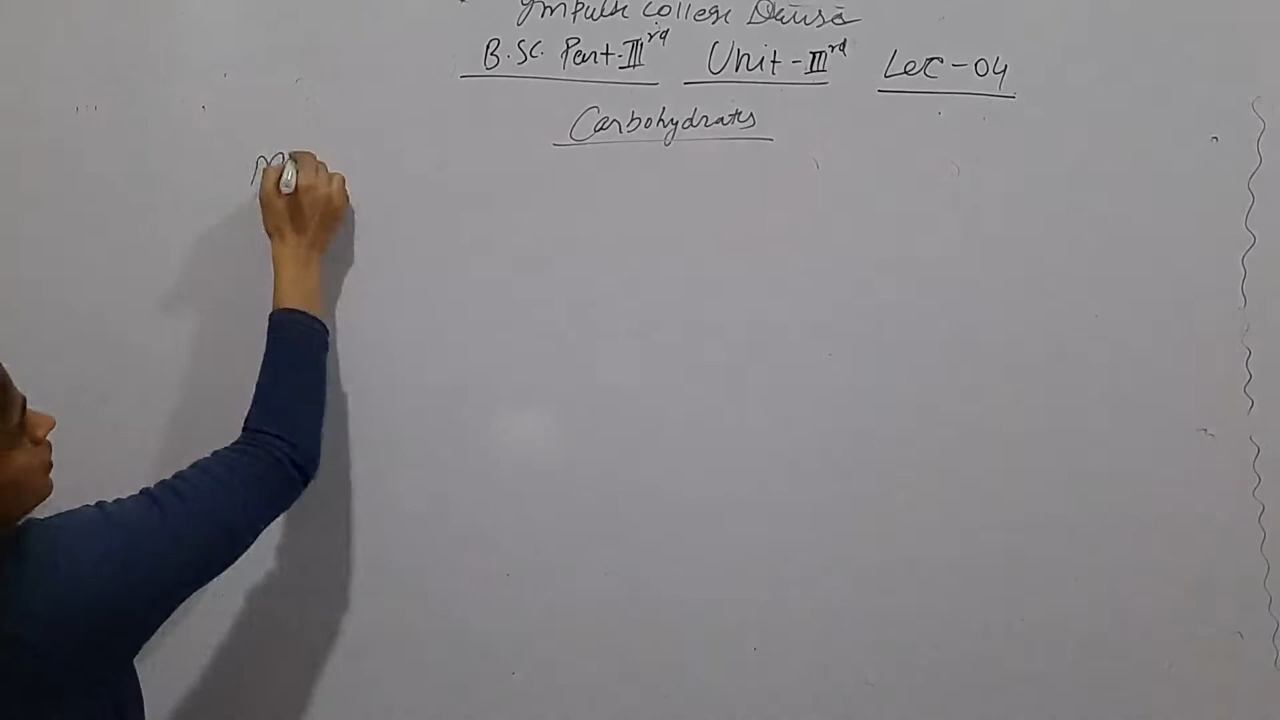 Impulse College Dausa
B.SC. Part-IIIrd Unit-IIIrd Lec-04
Carbohydrates
m